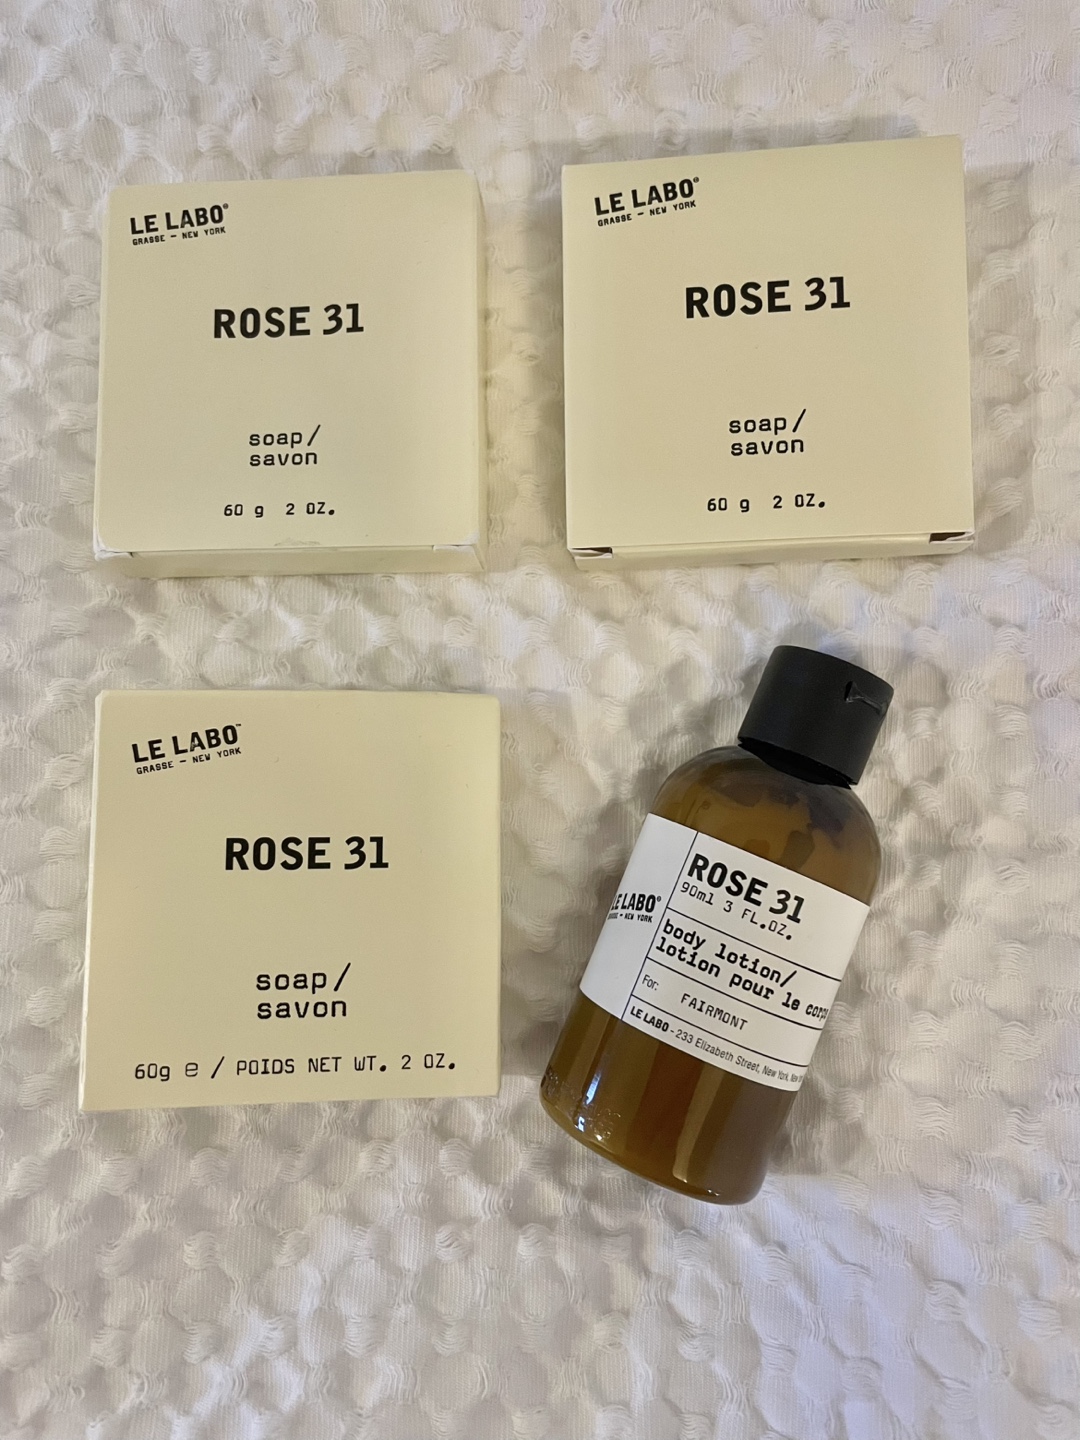 LE LABO®
GRASSE — NEW YORK
ROSE 31
soap/
savon
60 g 2 OZ.
LE LABO®
GRASSE — NEW YORK
ROSE 31
soap/
savon
60 g 2 OZ.
LE LABO™
GRASSE — NEW YORK
ROSE 31
soap/
savon
60g ℮ / POIDS NET WT. 2 OZ.
LE LABO®
NEW YORK
ROSE 31
90ml 3 FL.OZ.
body lotion/
lotion pour le corps
For: FAIRMONT
LE LABO - 233 Elizabeth Street, New York, New